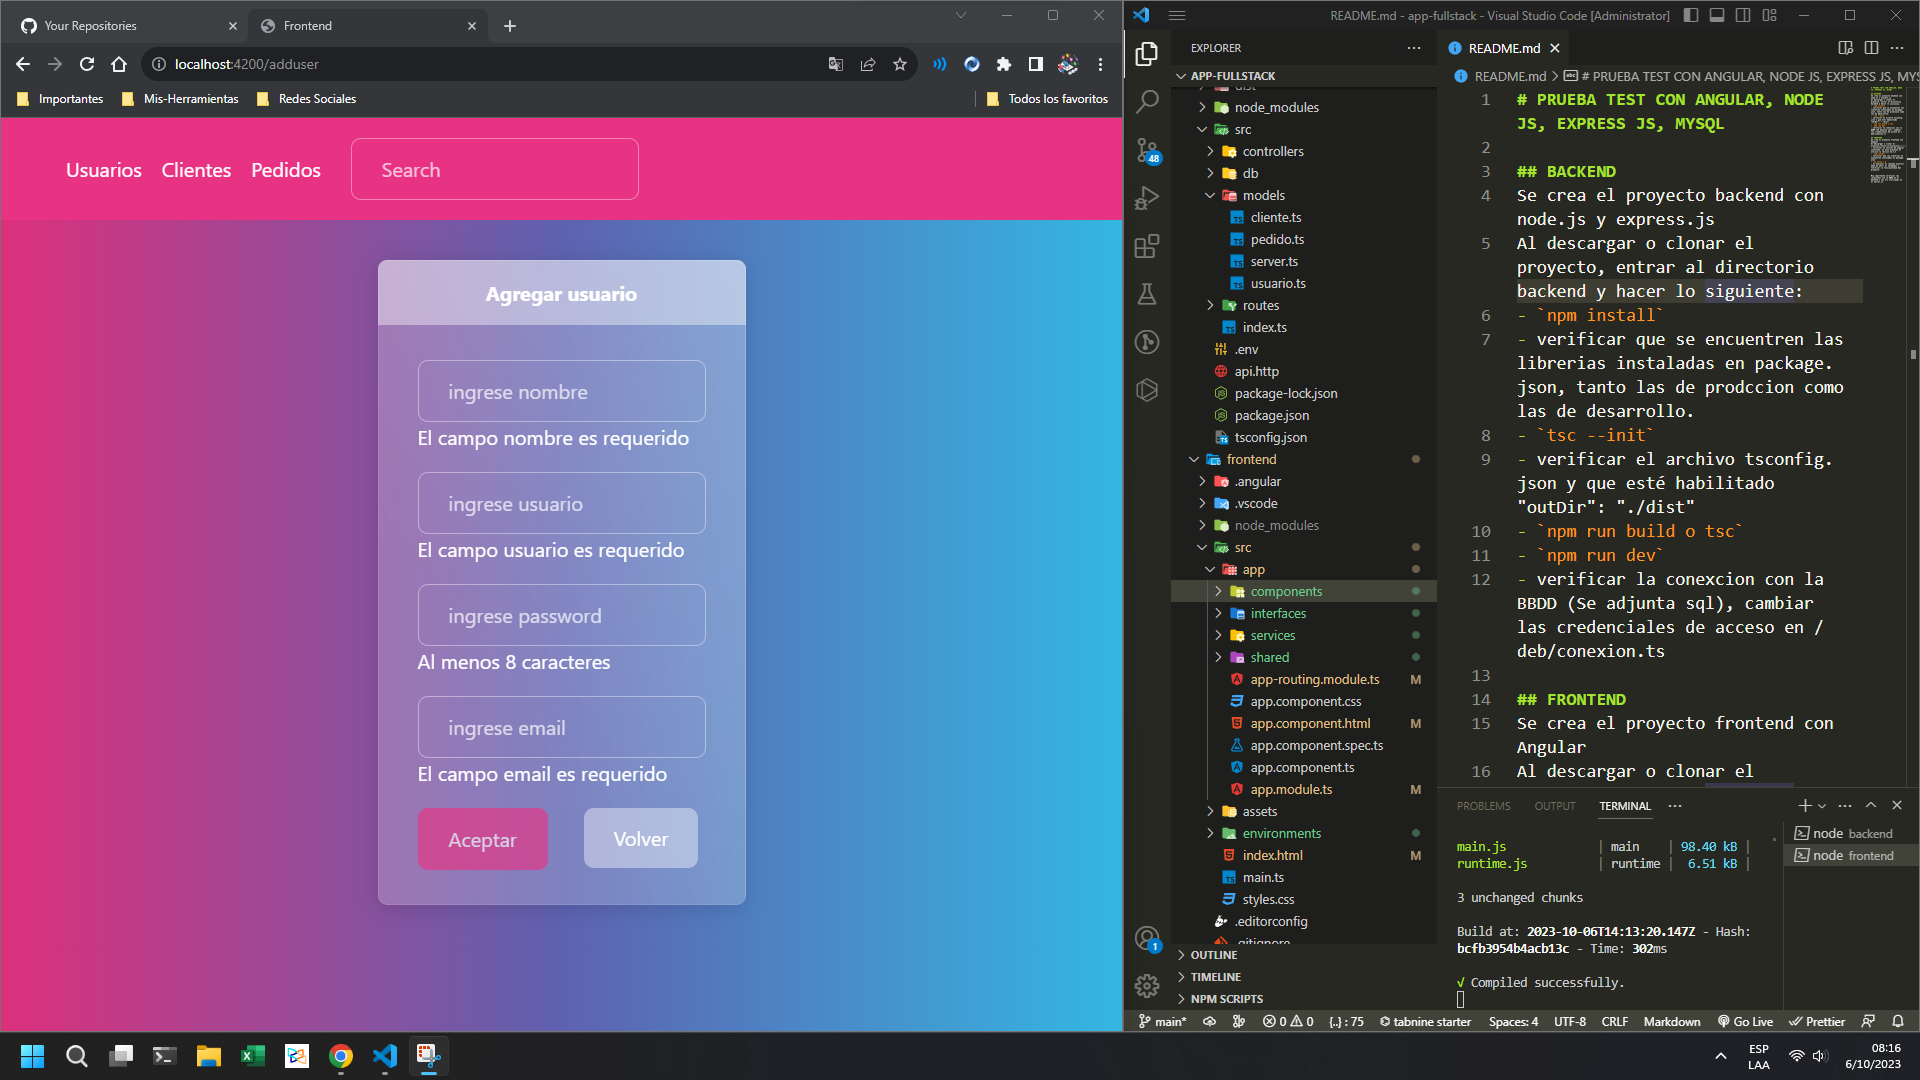 Your Repositories
Frontend
localhost:4200/adduser
Importantes
Mis-Herramientas
Redes Sociales
Todos los favoritos
Usuarios
Clientes
Pedidos
Search
Agregar usuario
ingrese nombre
El campo nombre es requerido
ingrese usuario
El campo usuario es requerido
ingrese password
Al menos 8 caracteres
ingrese email
El campo email es requerido
Aceptar
Volver
README.md - app-fullstack - Visual Studio Code [Administrator]
EXPLORER
APP-FULLSTACK
dist
node_modules
src
controllers
db
models
cliente.ts
pedido.ts
server.ts
usuario.ts
routes
index.ts
.env
api.http
package-lock.json
package.json
tsconfig.json
frontend
.angular
.vscode
node_modules
src
app
components
interfaces
services
shared
app-routing.module.ts M
app.component.css
app.component.html M
app.component.spec.ts
app.component.ts
app.module.ts M
assets
environments
index.html M
main.ts
styles.css
.editorconfig
.gitignore
OUTLINE
TIMELINE
NPM SCRIPTS
48
1
README.md
README.md > # PRUEBA TEST CON ANGULAR, NODE JS, EXPRESS JS, MYS
1 # PRUEBA TEST CON ANGULAR, NODE
JS, EXPRESS JS, MYSQL
2
3 ## BACKEND
4 Se crea el proyecto backend con
node.js y express.js
5 Al descargar o clonar el
proyecto, entrar al directorio
backend y hacer lo siguiente:
6 - `npm install`
7 - verificar que se encuentren las
librerias instaladas en package.
json, tanto las de prodccion como
las de desarrollo.
8 - `tsc --init`
9 - verificar el archivo tsconfig.
json y que esté habilitado
"outDir": "./dist"
10 - `npm run build o tsc`
11 - `npm run dev`
12 - verificar la conexcion con la
BBDD (Se adjunta sql), cambiar
las credenciales de acceso en /
deb/conexion.ts
13
14 ## FRONTEND
15 Se crea el proyecto frontend con
Angular
16 Al descargar o clonar el
PROBLEMS
OUTPUT
TERMINAL
main.js | main | 98.40 kB |
runtime.js | runtime | 6.51 kB |
3 unchanged chunks
Build at: 2023-10-06T14:13:20.147Z - Hash:
bcfb3954b4acb13c - Time: 302ms
√ Compiled successfully.
node backend
node frontend
main*
0
0
{..} : 75
tabnine starter
Spaces: 4
UTF-8
CRLF
Markdown
Go Live
Prettier
ESP
LAA
08:16
6/10/2023